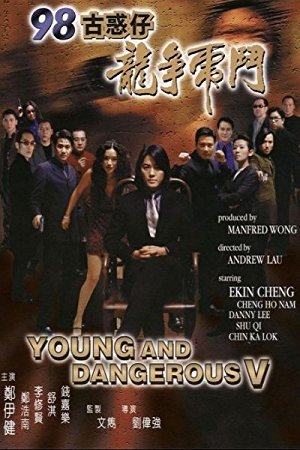 98 古惑仔
龍爭虎鬥
produced by
MANFRED WONG
directed by
ANDREW LAU
starring
EKIN CHENG
CHENG HO NAM
DANNY LEE
SHU QI
CHIN KA LOK
YOUNG AND
DANGEROUS V
主演
鄭伊健
鄭浩南
李修賢
舒淇
錢嘉樂
監製
文雋
導演
劉偉強